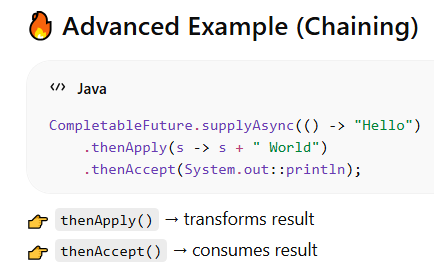 🔥 Advanced Example (Chaining)
</> Java
CompletableFuture.supplyAsync(() -> "Hello")
    .thenApply(s -> s + " World")
    .thenAccept(System.out::println);
👉 thenApply() → transforms result
👉 thenAccept() → consumes result